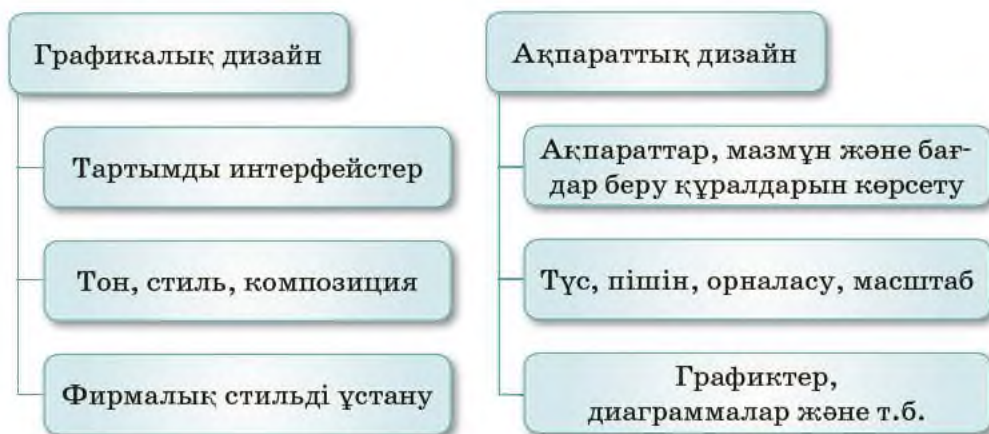 Графикалық дизайн
Тартымды интерфейстер
Тон, стиль, композиция
Фирмалық стильді ұстану
Ақпараттық дизайн
Ақпараттар, мазмұн және бағ-
дар беру құралдарын көрсету
Түс, пішін, орналасу, масштаб
Графиктер,
диаграммалар және т.б.